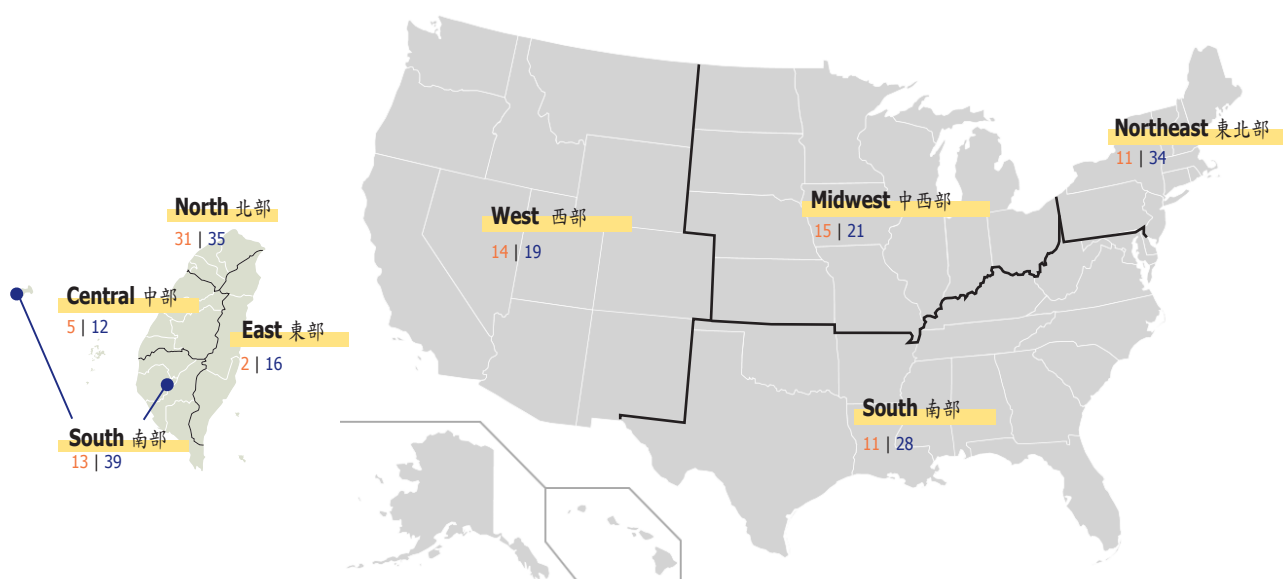 North 北部
31 | 35
Central 中部
5 | 12
East 東部
2 | 16
South 南部
13 | 39
West 西部
14 | 19
Midwest 中西部
15 | 21
Northeast 東北部
11 | 34
South 南部
11 | 28